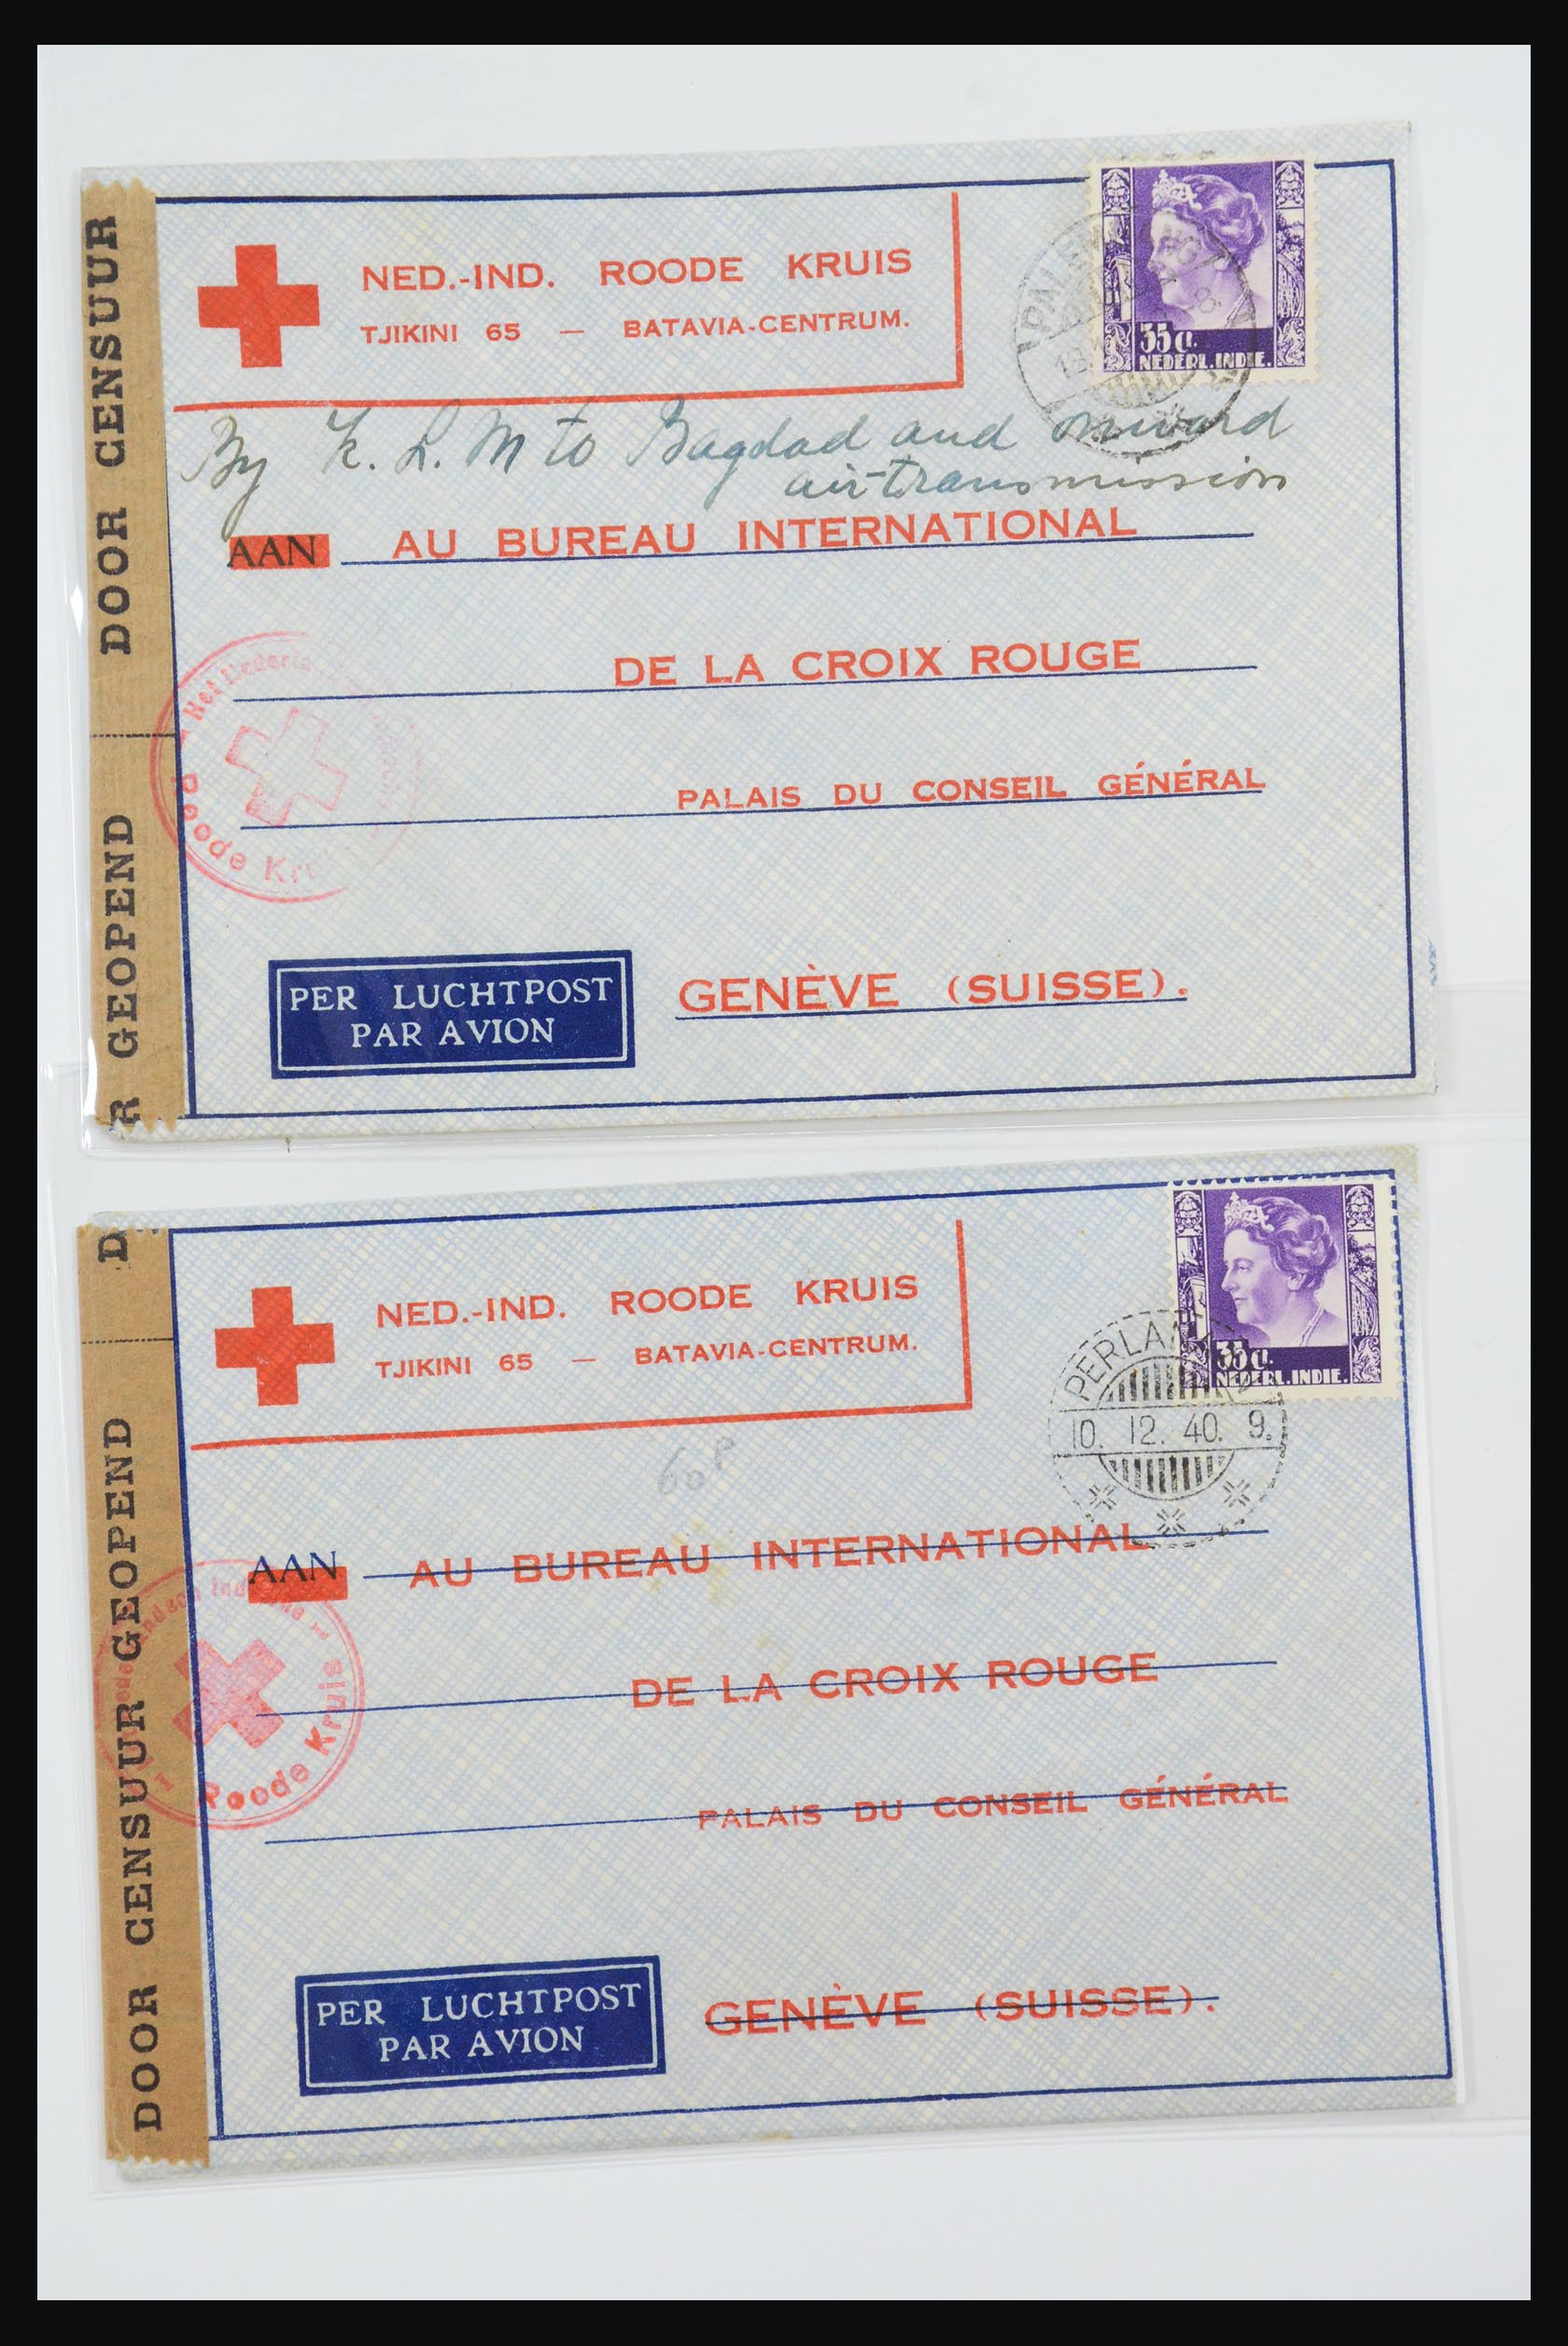 DOOR CENSUUR
R GEOPEND
NED.-IND. ROODE KRUIS
TJIKINI 65 — BATAVIA-CENTRUM.
35 ct.
NEDERL. INDIE.
By K. L. M to Bagdad and onward
air-transmission
AAN AU BUREAU INTERNATIONAL
DE LA CROIX ROUGE
PALAIS DU CONSEIL GÉNÉRAL
Roode
PER LUCHTPOST
PAR AVION
GENÈVE (SUISSE).
D
DOOR CENSUUR GEOPEND
NED.-IND. ROODE KRUIS
TJIKINI 65 — BATAVIA-CENTRUM.
35 ct.
NEDERL. INDIE.
10. 12. 40. 9.
AAN AU BUREAU INTERNATIONAL
DE LA CROIX ROUGE
PALAIS DU CONSEIL GÉNÉRAL
Roode Kruis
PER LUCHTPOST
PAR AVION
GENÈVE (SUISSE).